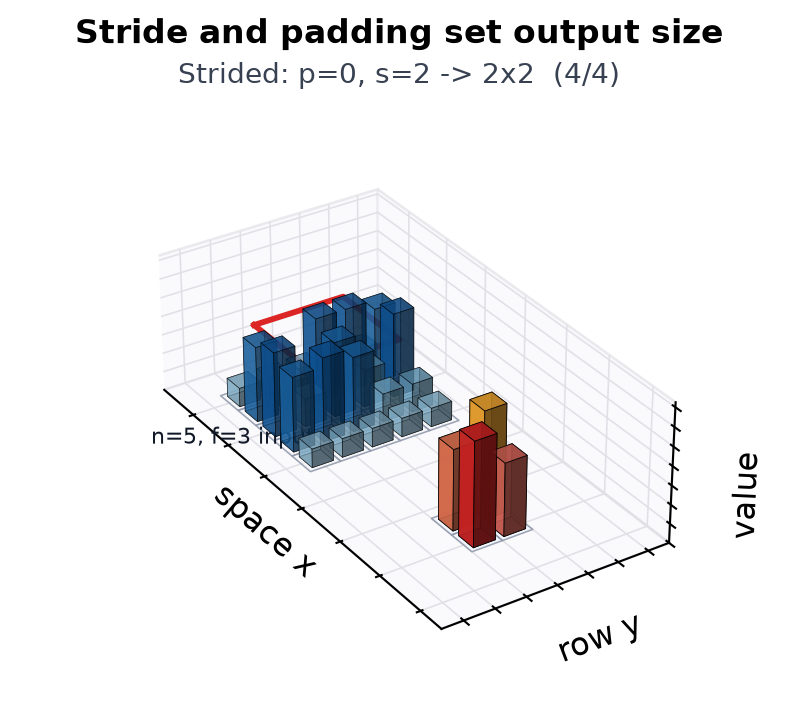 Stride and padding set output size
Strided: p=0, s=2 -> 2x2  (4/4)
n=5, f=3
space x
row y
value